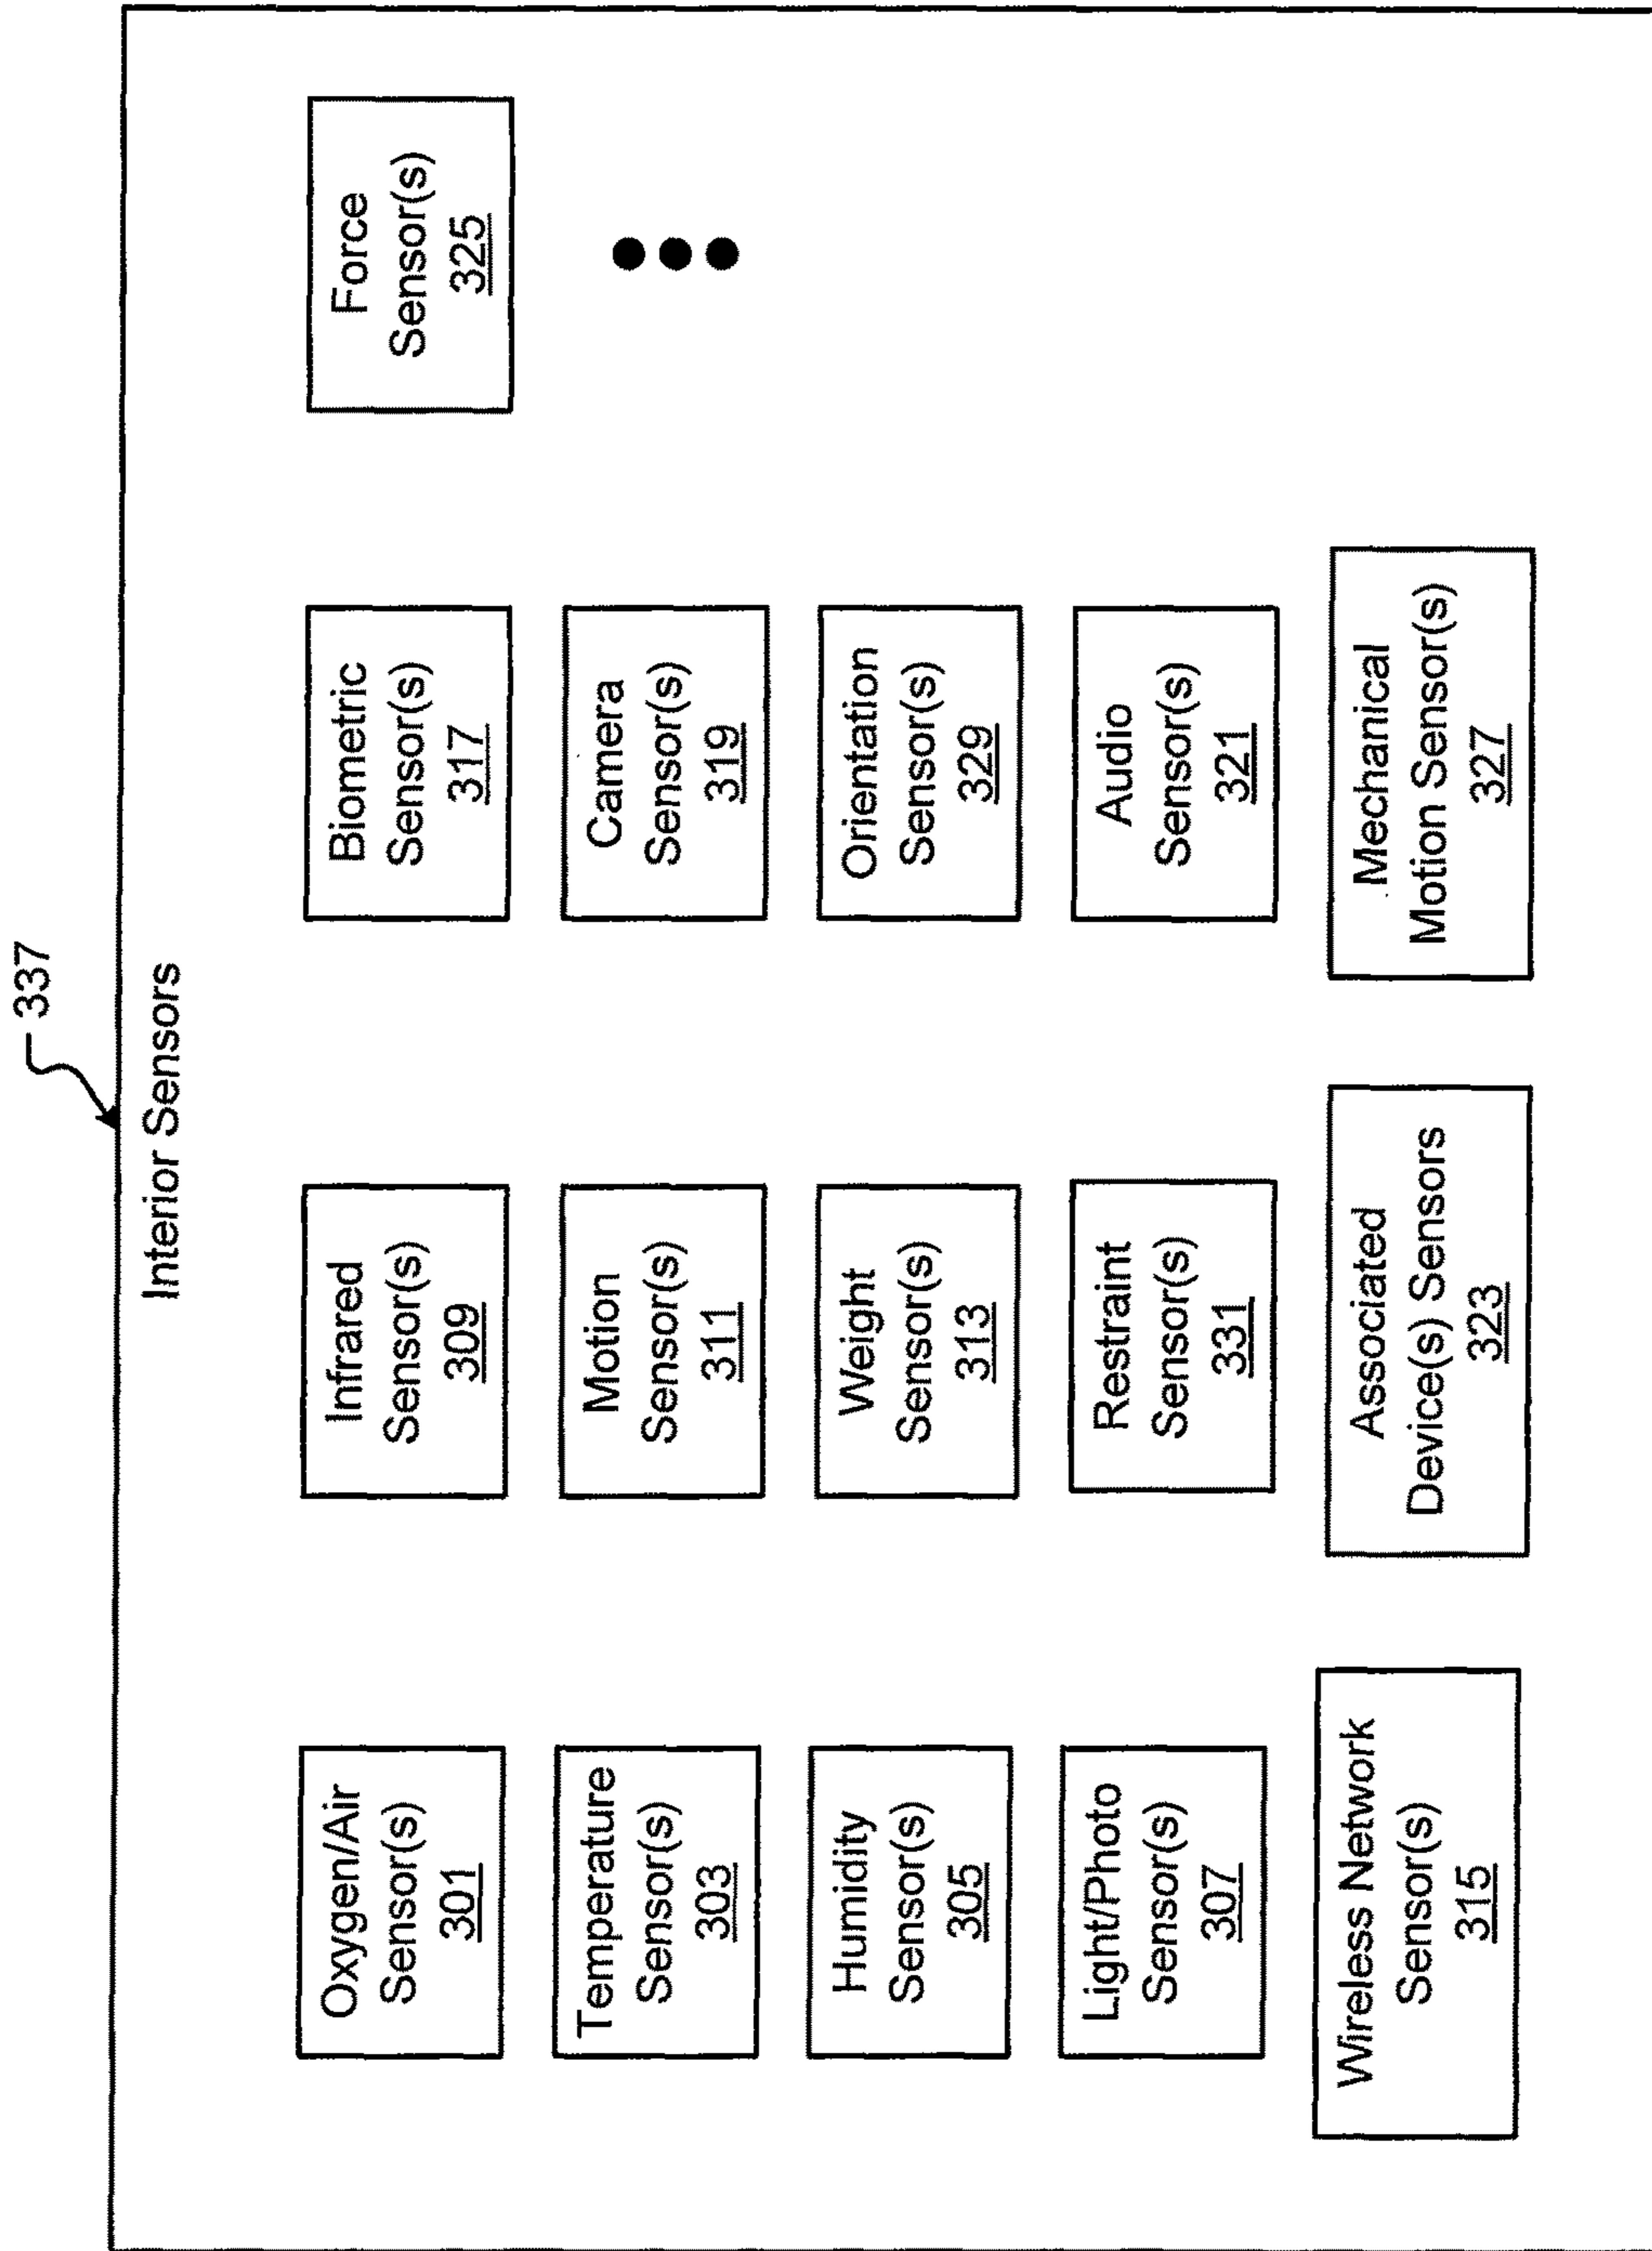 337
Interior Sensors
Oxygen/Air
Sensor(s)
301
Temperature
Sensor(s)
303
Humidity
Sensor(s)
305
Light/Photo
Sensor(s)
307
Wireless Network
Sensor(s)
315
Infrared
Sensor(s)
309
Motion
Sensor(s)
311
Weight
Sensor(s)
313
Restraint
Sensor(s)
331
Associated
Device(s) Sensors
323
Biometric
Sensor(s)
317
Camera
Sensor(s)
319
Orientation
Sensor(s)
329
Audio
Sensor(s)
321
Mechanical
Motion Sensor(s)
327
Force
Sensor(s)
325